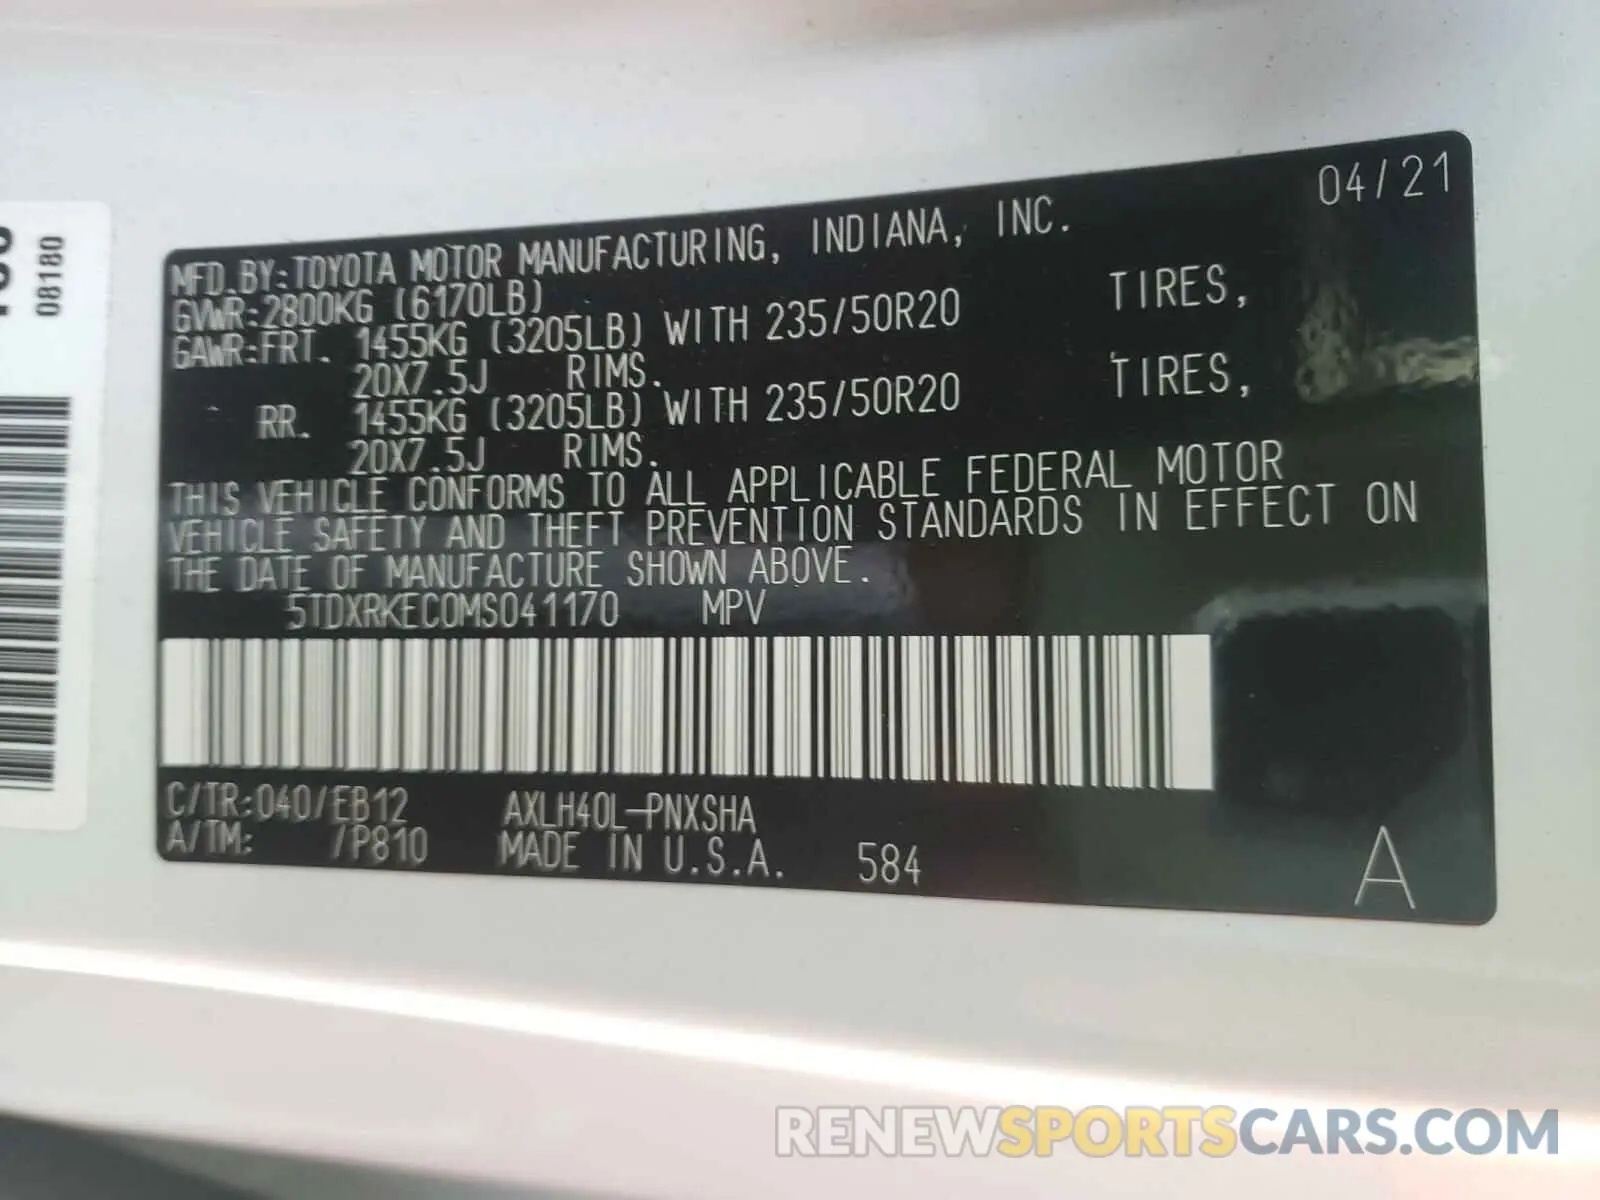 04/21
MFD.BY:TOYOTA MOTOR MANUFACTURING, INDIANA, INC.
GVWR:2800KG (6170LB)
GAWR:FRT. 1455KG (3205LB) WITH 235/50R20 TIRES,
20X7.5J RIMS.
RR. 1455KG (3205LB) WITH 235/50R20 TIRES,
20X7.5J RIMS.
THIS VEHICLE CONFORMS TO ALL APPLICABLE FEDERAL MOTOR
VEHICLE SAFETY AND THEFT PREVENTION STANDARDS IN EFFECT ON
THE DATE OF MANUFACTURE SHOWN ABOVE.
5TDXRKEC0MS041170 MPV
C/TR:040/EB12 AXLH40L-PNXSHA
A/TM: /P810 MADE IN U.S.A. 584 A
08180
RENEWSPORTSCARS.COM